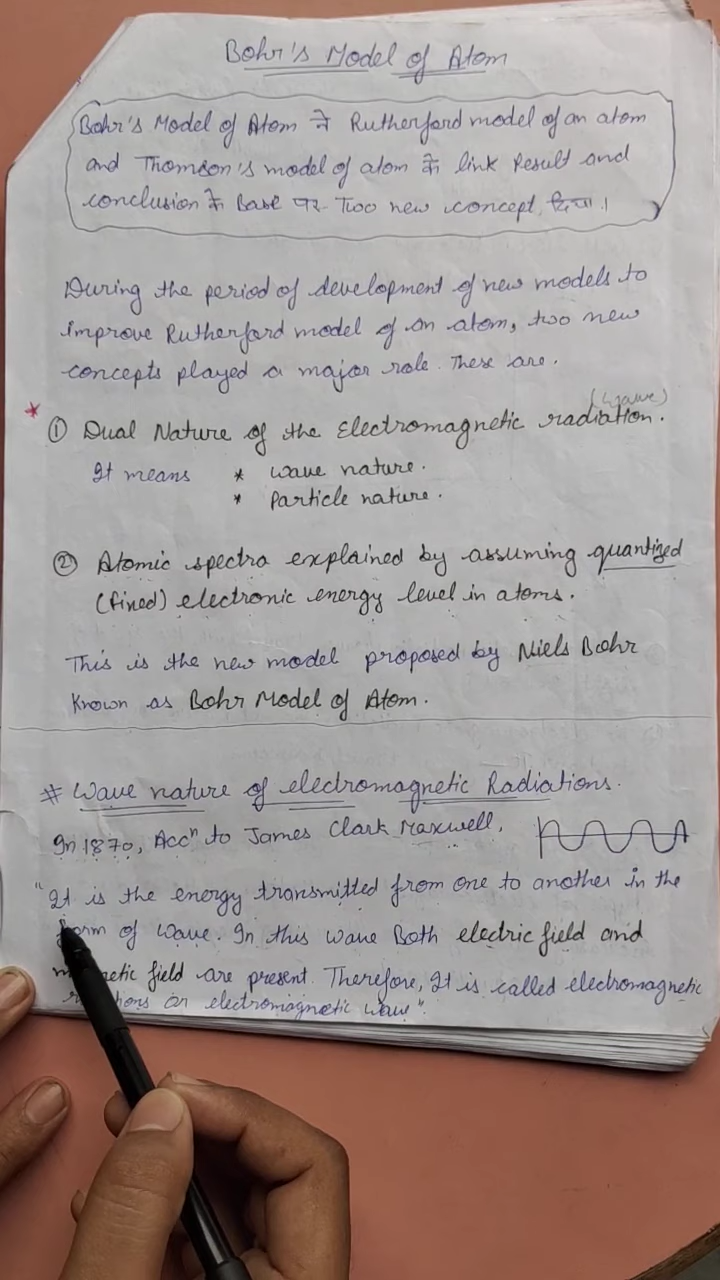 Bohr's Model of Atom
Bohr's Model of Atom ने Rutherford model of an atom
and Thomson's model of atom के link Result and
conclusion के Base पर Two new concept दिया।
During the period of development of new models to
improve Rutherford model of an atom, two new
concepts played a major role. These are.
(wave)
* ① Dual Nature of the Electromagnetic radiation.
It means * wave nature.
* Particle nature.
② Atomic spectra explained by assuming quantized
(fixed) electronic energy level in atoms.
This is the new model proposed by Niels Bohr
Known as Bohr Model of Atom.
# Wave nature of electromagnetic Radiations.
In 1870, Accⁿ to James Clark Maxwell,
"It is the energy transmitted from one to another in the
form of wave. In this wave Both electric field and
field are present. Therefore, It is called electromagnetic
or electromagnetic wave".